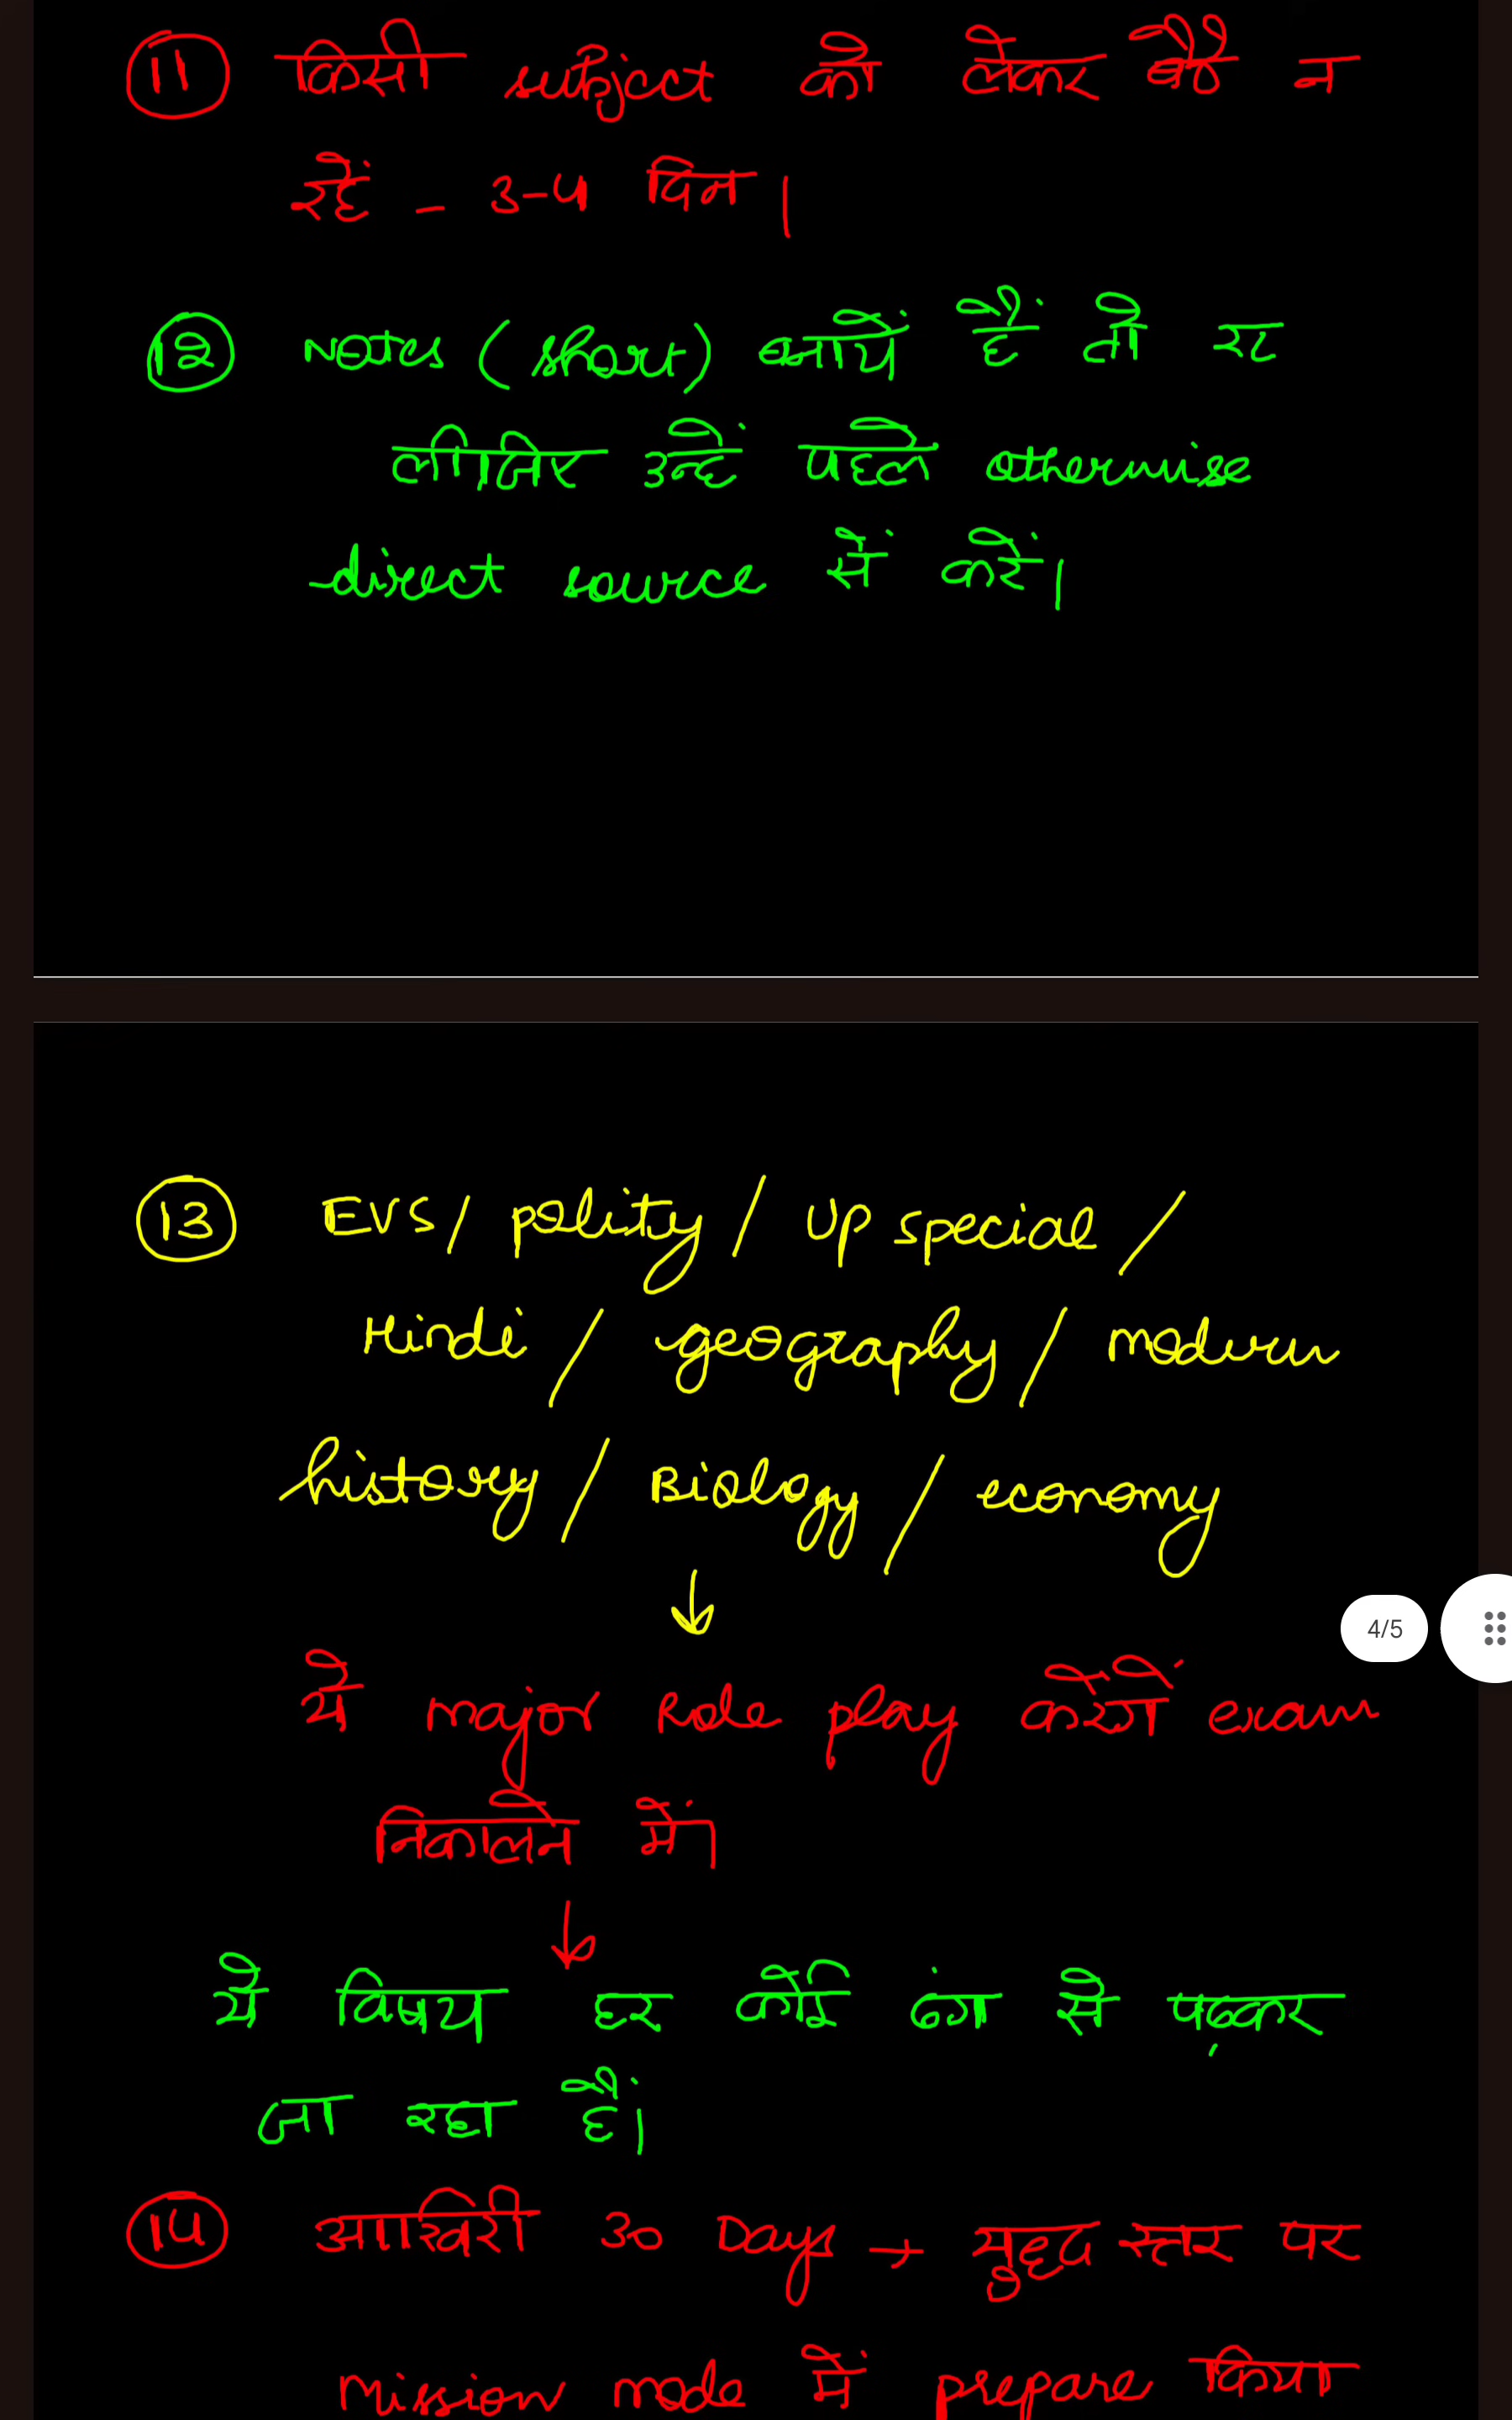 11 किसी subject को लेकर बैठे न
रहें - 3-4 दिन।
12 Notes (short) बनायें हैं तो रट
लीजिए उन्हें पहले otherwise
direct source सें करें।
13 EVS / polity / UP special /
Hindi / geography / modern
history / Biology / economy
↓
ये major Role play करेगें exam
निकालने में।
↓
ये विषय हर कोई ढंग से पढ़कर
जा रहा हैं।
4/5
14 आखिरी 30 Days → युद्ध स्तर पर
Mission mode में prepare किया